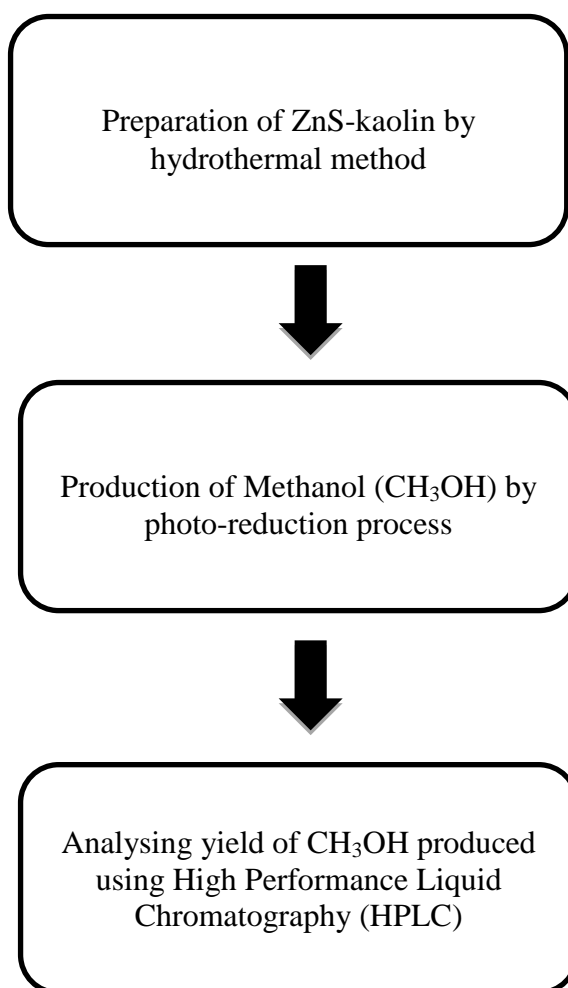 Preparation of ZnS-kaolin by
hydrothermal method
Production of Methanol (CH₃OH) by
photo-reduction process
Analysing yield of CH₃OH produced
using High Performance Liquid
Chromatography (HPLC)